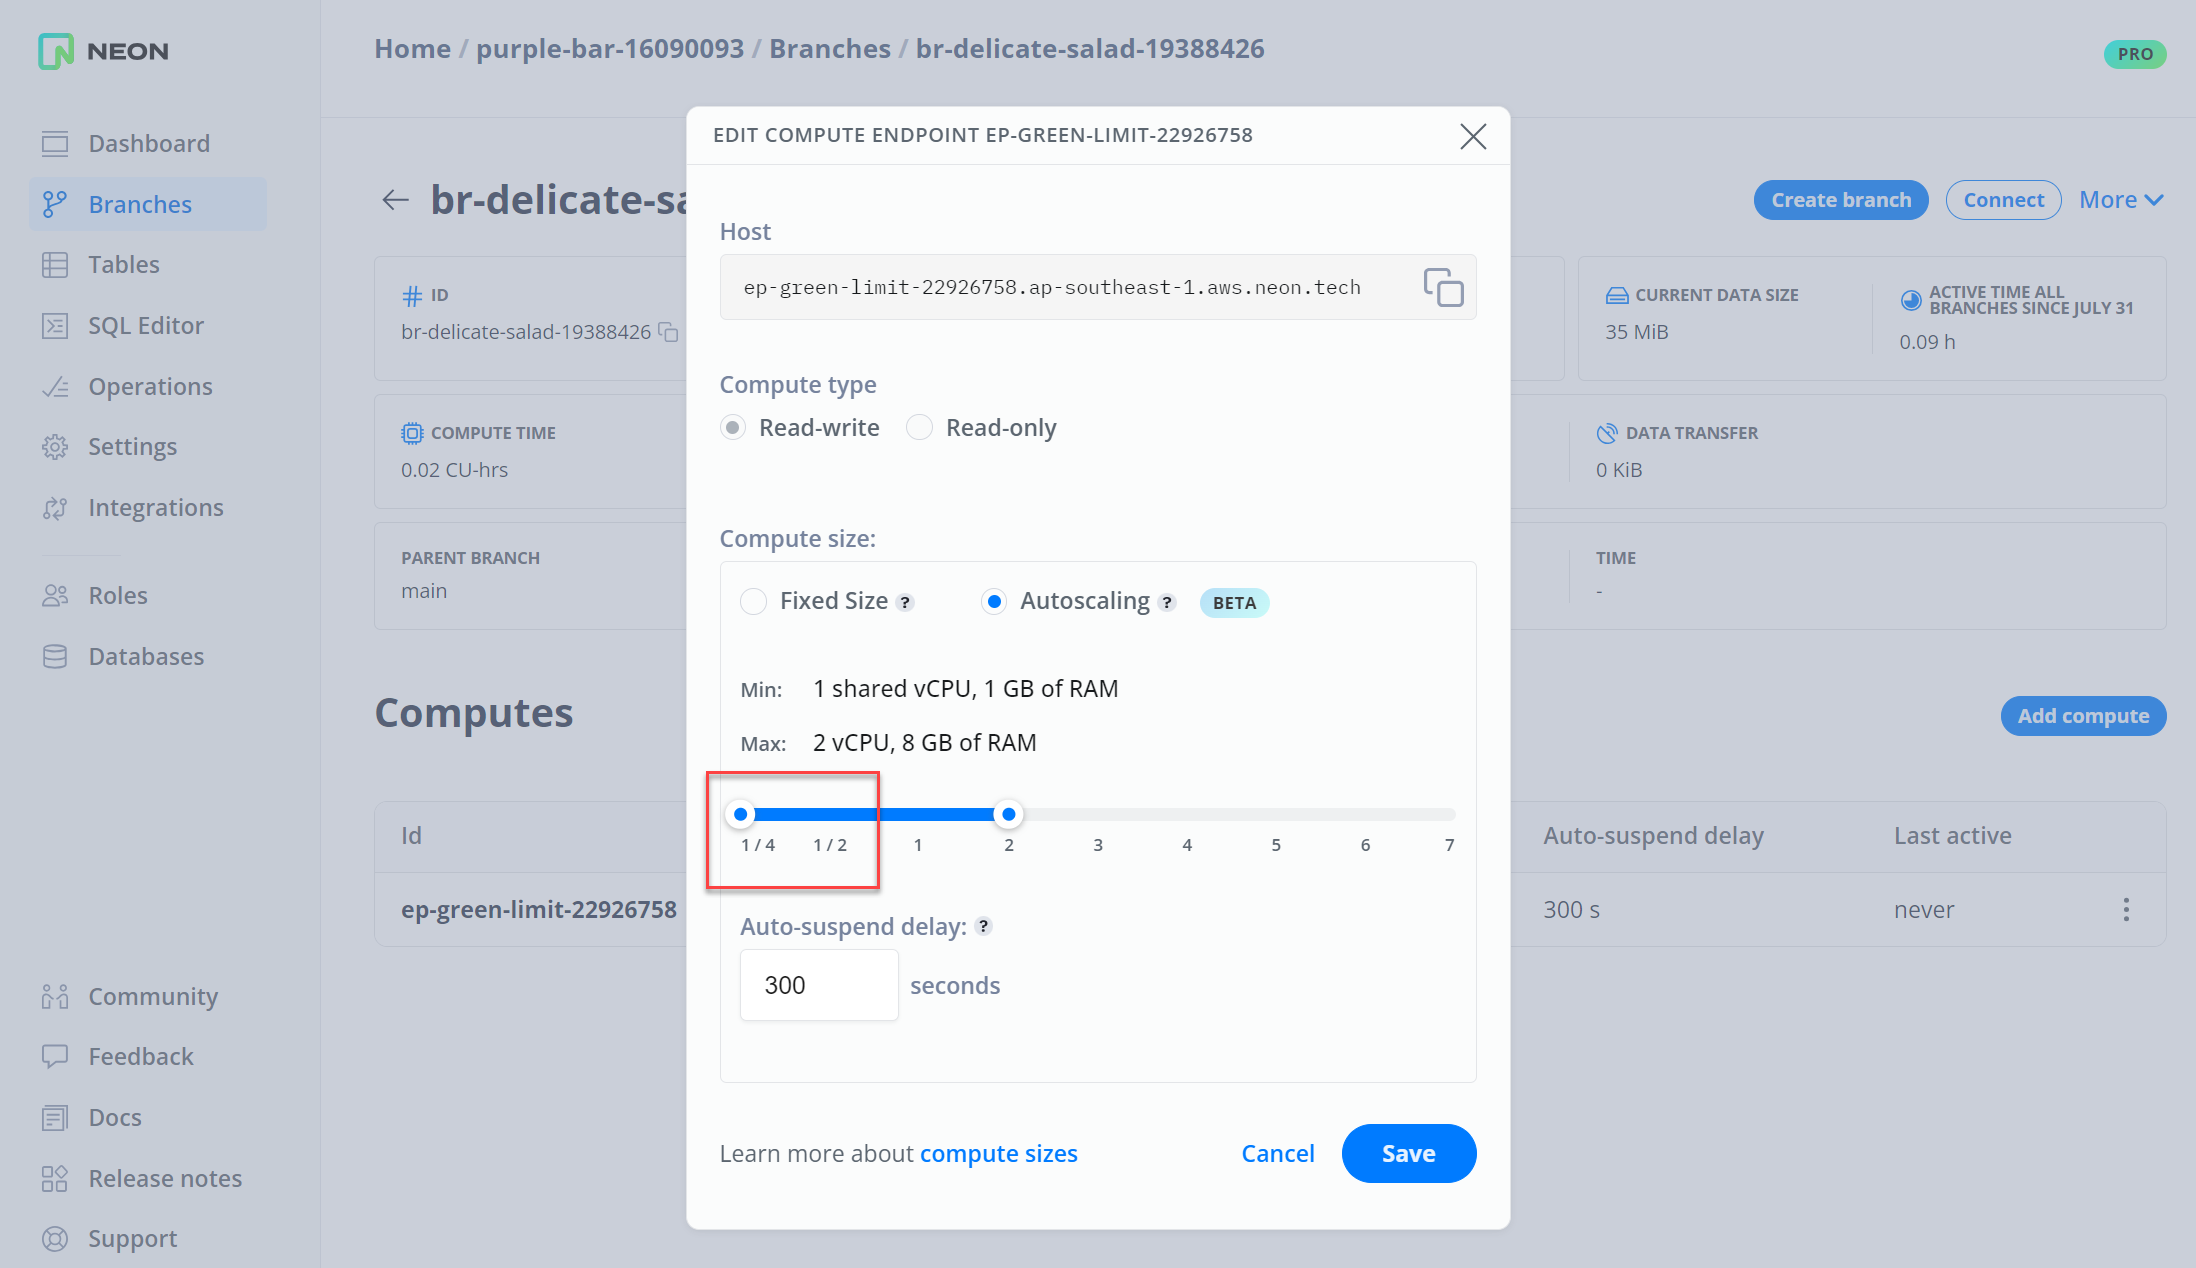 NEON
Home / purple-bar-16090093 / Branches / br-delicate-salad-19388426
PRO
Dashboard
Branches
Tables
SQL Editor
Operations
Settings
Integrations
Roles
Databases
Community
Feedback
Docs
Release notes
Support
br-delicate-sa
Create branch
Connect
More
ID
br-delicate-salad-19388426
CURRENT DATA SIZE
35 MiB
ACTIVE TIME ALL
BRANCHES SINCE JULY 31
0.09 h
COMPUTE TIME
0.02 CU-hrs
DATA TRANSFER
0 KiB
PARENT BRANCH
main
TIME
-
Computes
Add compute
Id
Auto-suspend delay
Last active
ep-green-limit-22926758
300 s
never
EDIT COMPUTE ENDPOINT EP-GREEN-LIMIT-22926758
Host
ep-green-limit-22926758.ap-southeast-1.aws.neon.tech
Compute type
Read-write
Read-only
Compute size:
Fixed Size ?
Autoscaling ?
BETA
Min: 1 shared vCPU, 1 GB of RAM
Max: 2 vCPU, 8 GB of RAM
1 / 4 1 / 2 1 2 3 4 5 6 7
Auto-suspend delay: ?
300 seconds
Learn more about compute sizes
Cancel
Save